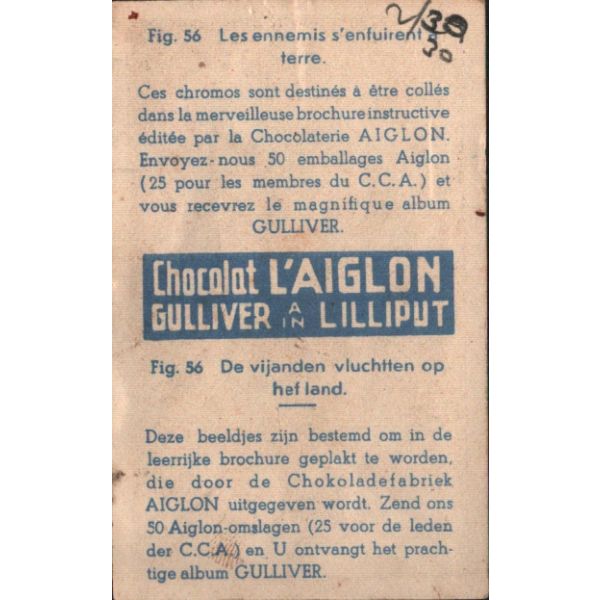 2/30
50
Fig. 56 Les ennemis s'enfuirent à
terre.
Ces chromos sont destinés à être collés
dans la merveilleuse brochure instructive
éditée par la Chocolaterie AIGLON.
Envoyez-nous 50 emballages Aiglon
(25 pour les membres du C.C.A.) et
vous recevrez le magnifique album
GULLIVER.
Chocolat L'AIGLON
GULLIVER A IN LILLIPUT
Fig. 56 De vijanden vluchtten op
het land.
Deze beeldjes zijn bestemd om in de
leerrijke brochure geplakt te worden,
die door de Chokoladefabriek
AIGLON uitgegeven wordt. Zend ons
50 Aiglon-omslagen (25 voor de leden
der C.C.A.) en U ontvangt het prach-
tige album GULLIVER.